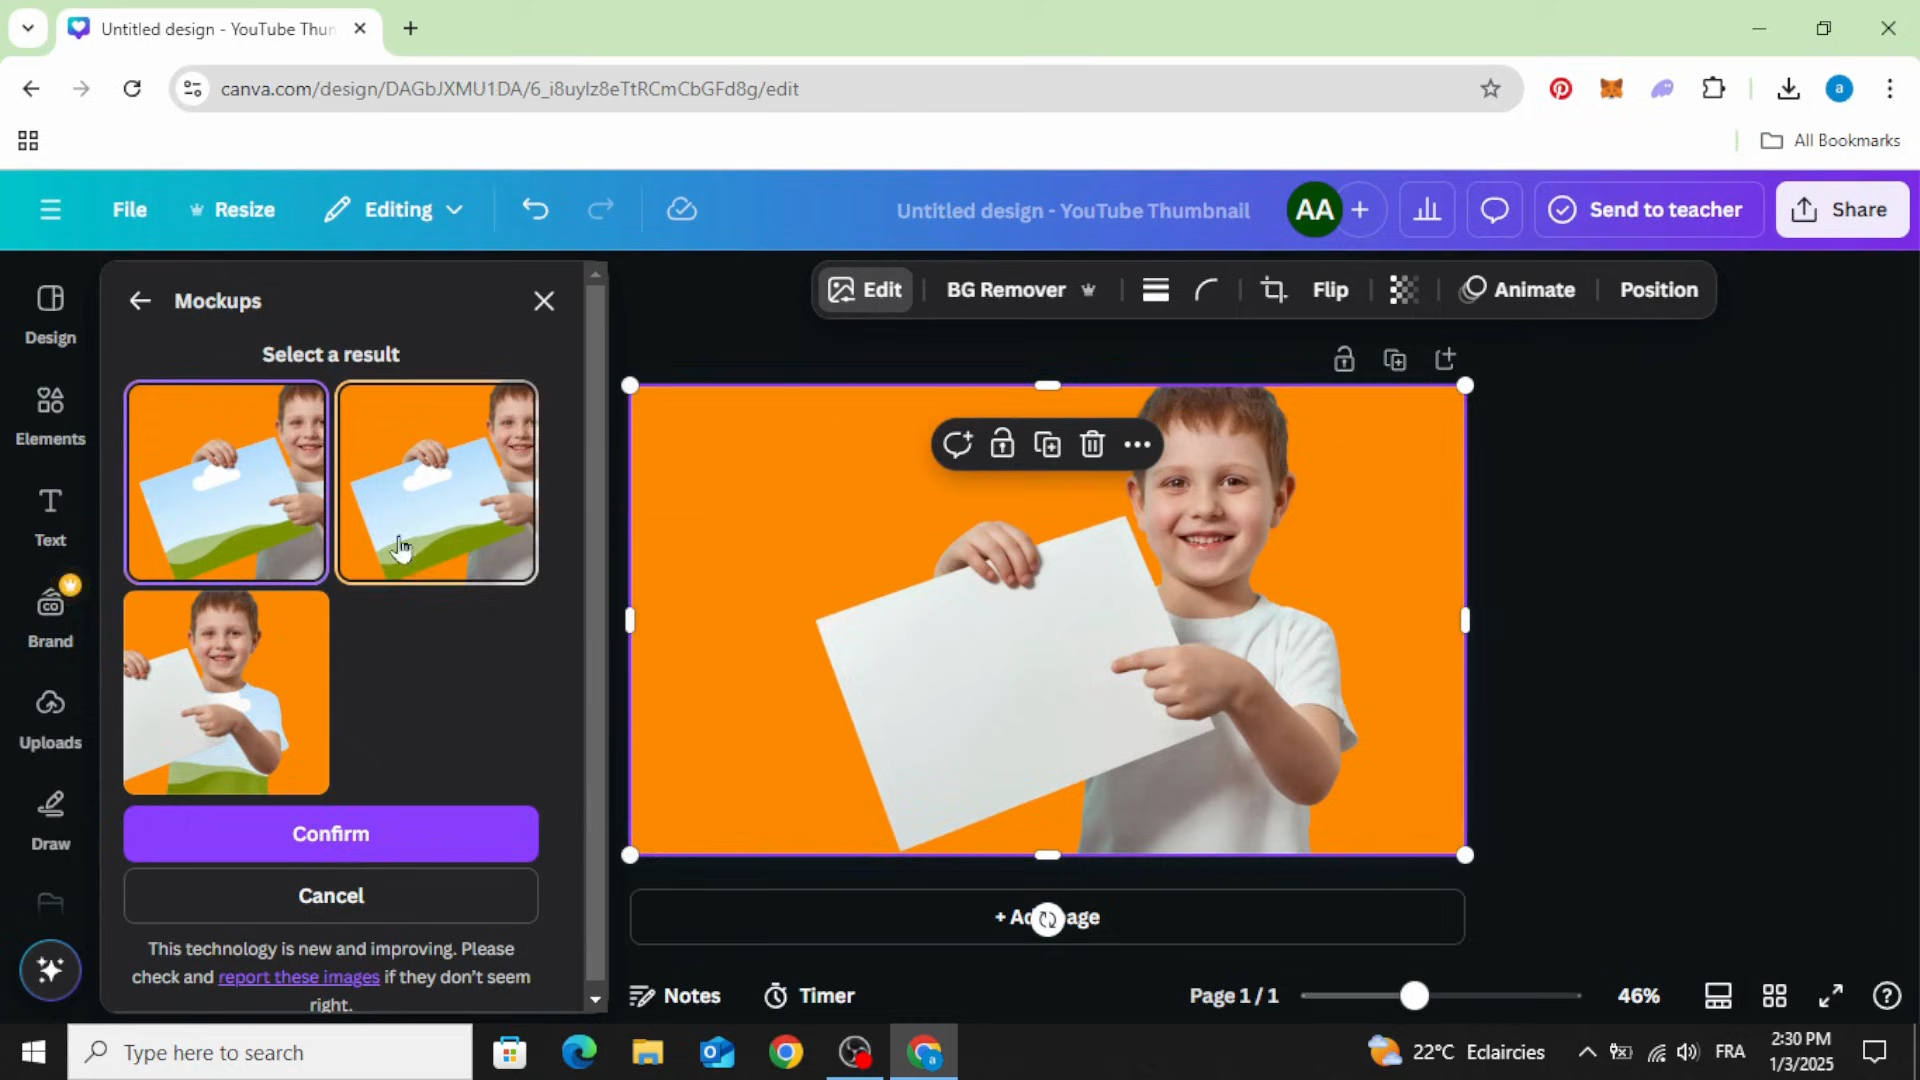 Untitled design - YouTube Thur
canva.com/design/DAGbJXMU1DA/6_i8uylz8eTtRCmCbGFd8g/edit
All Bookmarks
File
Resize
Editing
Untitled design - YouTube Thumbnail
AA
Send to teacher
Share
Design
Elements
Text
Brand
Uploads
Draw
Mockups
Select a result
Confirm
Cancel
This technology is new and improving. Please
check and report these images if they don't seem
right.
Edit
BG Remover
Flip
Animate
Position
Notes
Timer
Page 1 / 1
46%
Type here to search
22°C Eclaircies
FRA
2:30 PM
1/3/2025